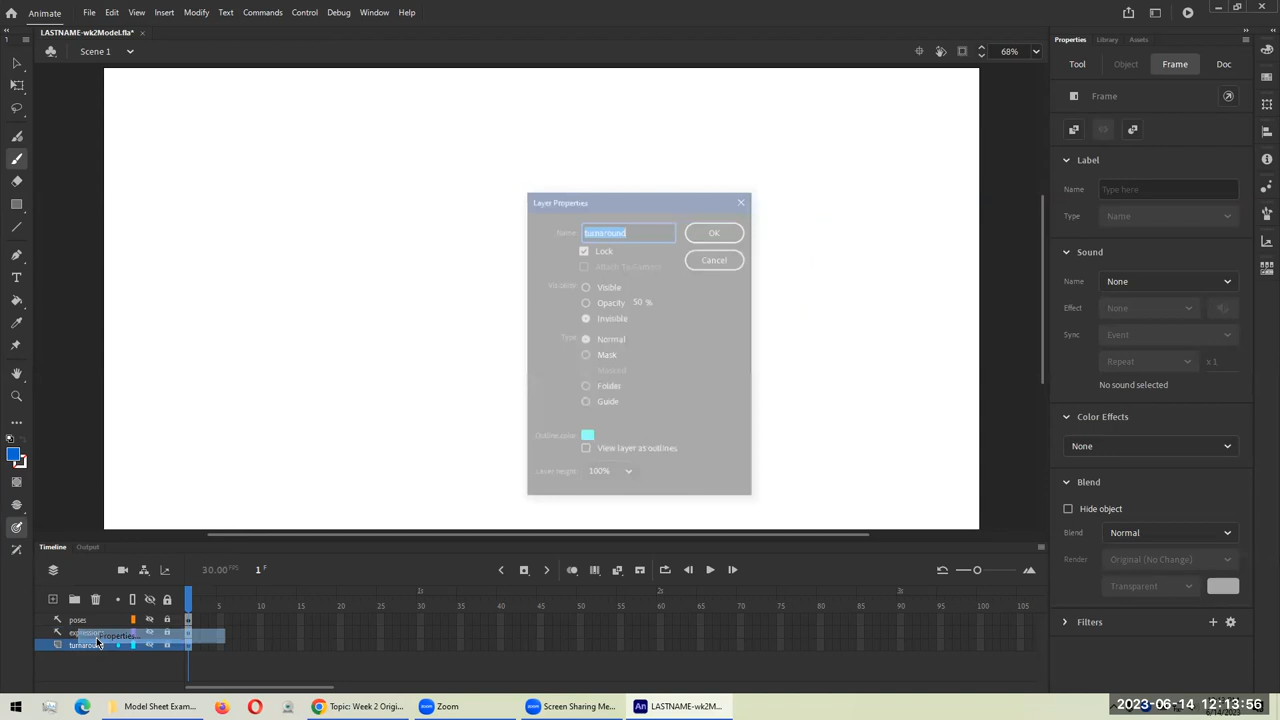 Animate File Edit View Insert Modify Text Commands Control Debug Window Help
LASTNAME-wk2Model.fla*
Scene 1
68%
Properties Library Assets
Tool Object Frame Doc
Frame
Label
Name Type here
Type Name
Sound
Name None
Effect None
Sync Event
Repeat x 1
No sound selected
Color Effects
None
Blend
Hide object
Blend Normal
Render Original (No Change)
Transparent
Filters
Layer Properties
Name: turnaround OK
Lock
Attach To Camera Cancel
Visibility: Visible
Opacity 50 %
Invisible
Type: Normal
Mask
Masked
Folder
Guide
Outline color:
View layer as outlines
Layer height: 100%
Timeline Output
30.00 FPS 1 F
1s 2s 3s
5 10 15 20 25 30 35 40 45 50 55 60 65 70 75 80 85 90 95 100 105
poses
expressions Properties...
turnaround
Model Sheet Exam... Topic: Week 2 Origi... Zoom Screen Sharing Me... An LASTNAME-wk2M...
2023-06-14 12:13:56